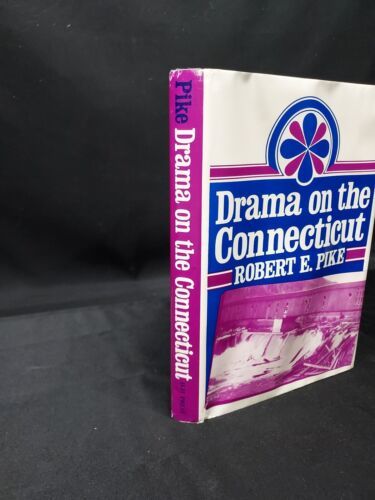 Pike Drama on the Connecticut
Drama on the
Connecticut
ROBERT E. PIKE